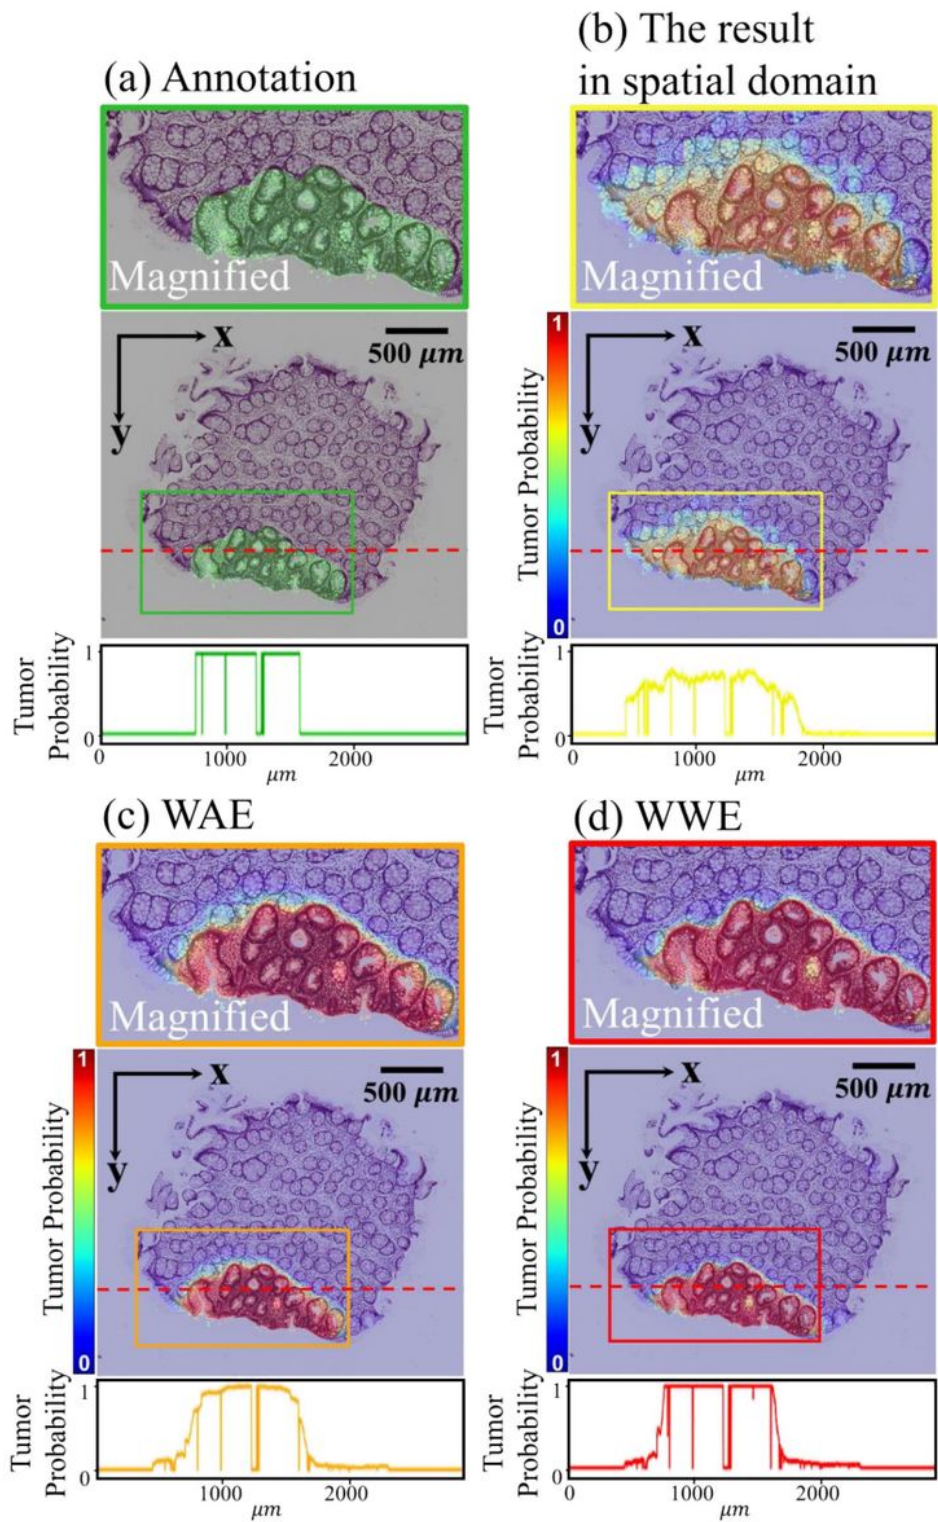 (a) Annotation
(b) The result
in spatial domain
Magnified
Magnified
x
500 μm
y
1
Tumor Probability
0
x
500 μm
y
Tumor
Probability
1
0
0
1000
2000
μm
Tumor
Probability
1
0
0
1000
2000
μm
(c) WAE
(d) WWE
Magnified
Magnified
1
Tumor Probability
0
x
500 μm
y
1
Tumor Probability
0
x
500 μm
y
Tumor
Probability
1
0
0
1000
2000
μm
Tumor
Probability
1
0
0
1000
2000
μm